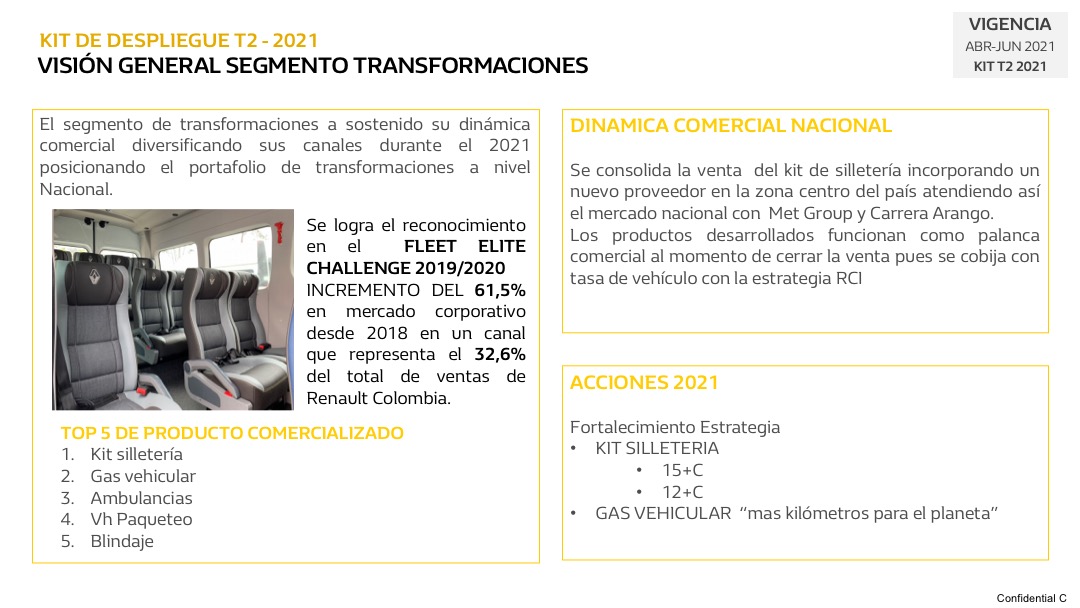 KIT DE DESPLIEGUE T2 - 2021
VISIÓN GENERAL SEGMENTO TRANSFORMACIONES
VIGENCIA
ABR-JUN 2021
KIT T2 2021
El segmento de transformaciones a sostenido su dinámica
comercial diversificando sus canales durante el 2021
posicionando el portafolio de transformaciones a nivel
Nacional.
Se logra el reconocimiento
en el FLEET ELITE
CHALLENGE 2019/2020
INCREMENTO DEL 61,5%
en mercado corporativo
desde 2018 en un canal
que representa el 32,6%
del total de ventas de
Renault Colombia.
TOP 5 DE PRODUCTO COMERCIALIZADO
1. Kit silletería
2. Gas vehicular
3. Ambulancias
4. Vh Paqueteo
5. Blindaje
DINAMICA COMERCIAL NACIONAL
Se consolida la venta del kit de silletería incorporando un
nuevo proveedor en la zona centro del país atendiendo así
el mercado nacional con Met Group y Carrera Arango.
Los productos desarrollados funcionan como palanca
comercial al momento de cerrar la venta pues se cobija con
tasa de vehículo con la estrategia RCI
ACCIONES 2021
Fortalecimiento Estrategia
• KIT SILLETERIA
• 15+C
• 12+C
• GAS VEHICULAR “mas kilómetros para el planeta”
Confidential C